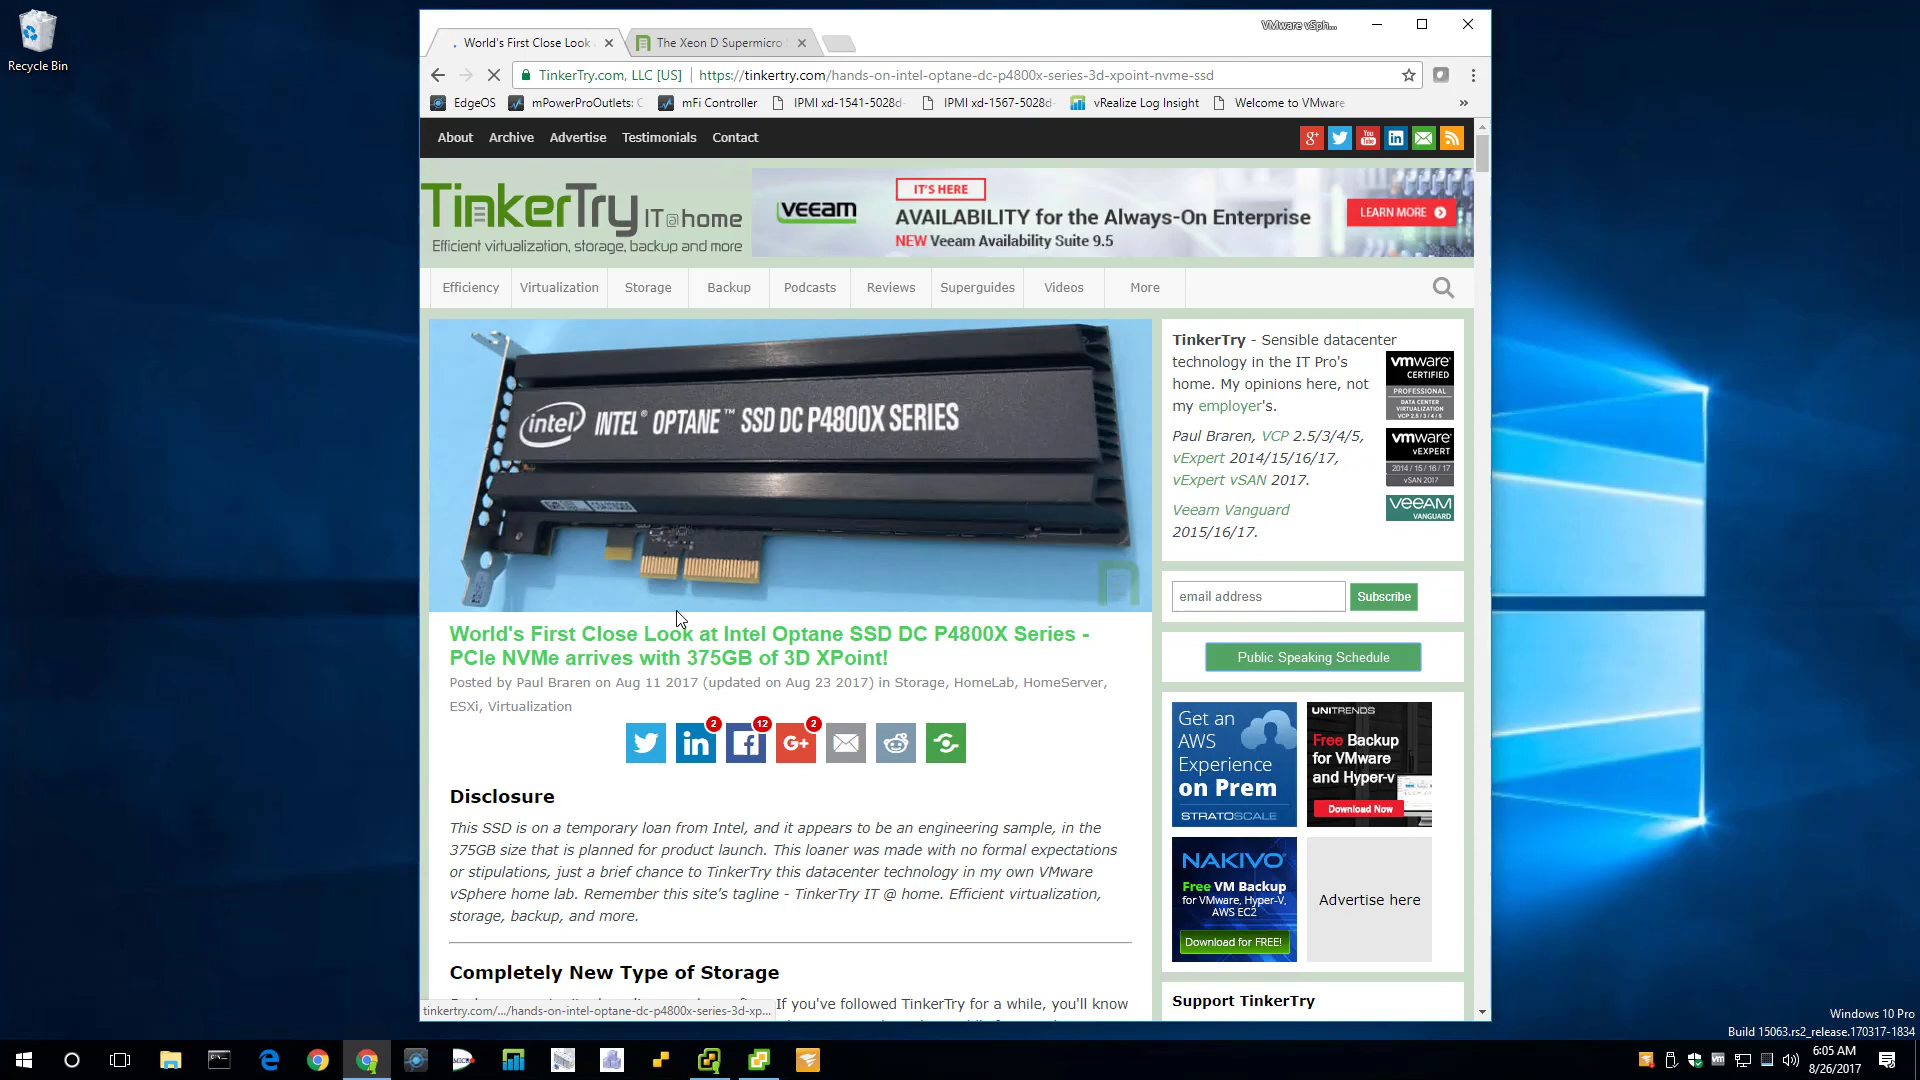 Recycle Bin
VMware vSph...
World's First Close Look
The Xeon D Supermicro
TinkerTry.com, LLC [US]
https://tinkertry.com/hands-on-intel-optane-dc-p4800x-series-3d-xpoint-nvme-ssd
EdgeOS
mPowerProOutlets: C
mFi Controller
IPMI xd-1541-5028d-
IPMI xd-1567-5028d-
vRealize Log Insight
Welcome to VMware
»
About
Archive
Advertise
Testimonials
Contact
TinkerTry IT@home
Efficient virtualization, storage, backup and more
veeam
IT'S HERE
AVAILABILITY for the Always-On Enterprise
NEW Veeam Availability Suite 9.5
LEARN MORE
Efficiency
Virtualization
Storage
Backup
Podcasts
Reviews
Superguides
Videos
More
intel INTEL® OPTANE™ SSD DC P4800X SERIES
World's First Close Look at Intel Optane SSD DC P4800X Series -
PCIe NVMe arrives with 375GB of 3D XPoint!
Posted by Paul Braren on Aug 11 2017 (updated on Aug 23 2017) in Storage, HomeLab, HomeServer,
ESXi, Virtualization
2
12
2
G+
Disclosure
This SSD is on a temporary loan from Intel, and it appears to be an engineering sample, in the
375GB size that is planned for product launch. This loaner was made with no formal expectations
or stipulations, just a brief chance to TinkerTry this datacenter technology in my own VMware
vSphere home lab. Remember this site's tagline - TinkerTry IT @ home. Efficient virtualization,
storage, backup, and more.
Completely New Type of Storage
If you've followed TinkerTry for a while, you'll know
tinkertry.com/.../hands-on-intel-optane-dc-p4800x-series-3d-xp...
TinkerTry - Sensible datacenter
technology in the IT Pro's
home. My opinions here, not
my employer's.
Paul Braren, VCP 2.5/3/4/5,
vExpert 2014/15/16/17,
vExpert vSAN 2017.
Veeam Vanguard
2015/16/17.
vmware
CERTIFIED
PROFESSIONAL
DATA CENTER
VIRTUALIZATION
VCP 2.5 / 3 / 4 / 5
vmware
vEXPERT
2014 / 15 / 16 / 17
vSAN 2017
veeam
VANGUARD
email address
Subscribe
Public Speaking Schedule
Get an
AWS
Experience
on Prem
STRATOSCALE
UNITRENDS
Free Backup
for VMware
and Hyper-v
Download Now
NAKIVO
Free VM Backup
for VMware, Hyper-V,
AWS EC2
Download for FREE!
Advertise here
Support TinkerTry
Windows 10 Pro
Build 15063.rs2_release.170317-1834
6:05 AM
8/26/2017